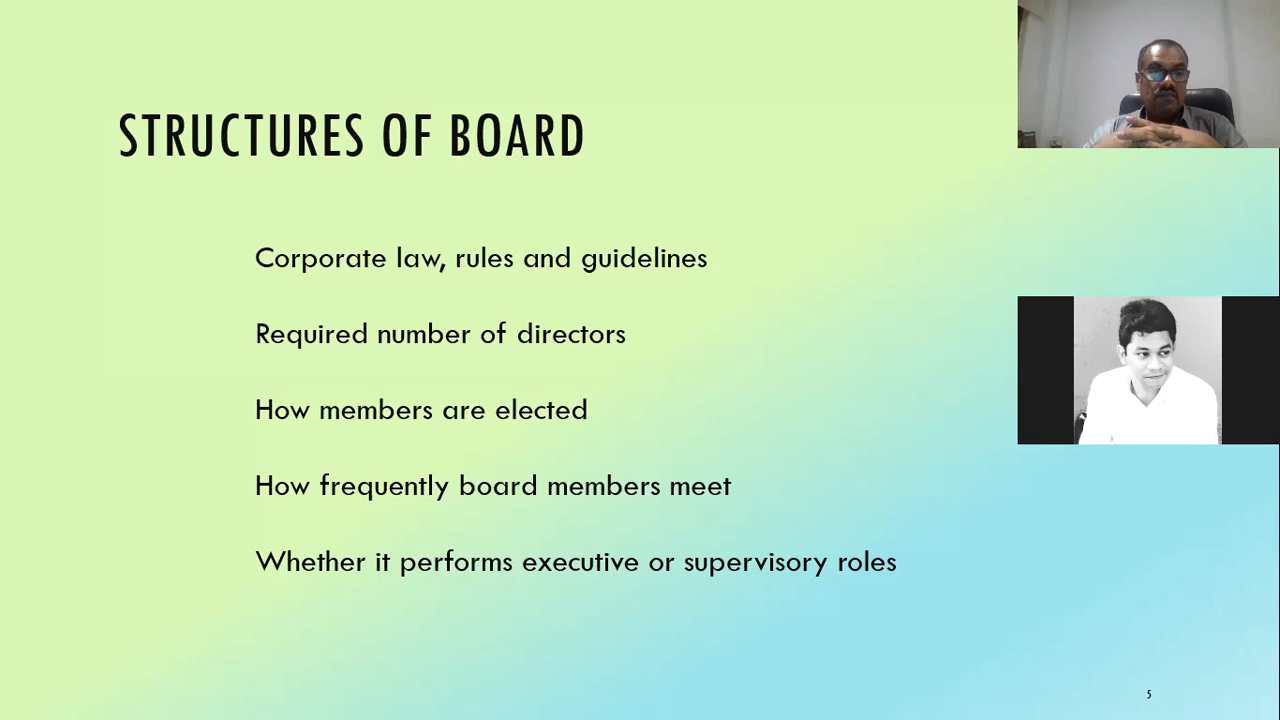 STRUCTURES OF BOARD
Corporate law, rules and guidelines
Required number of directors
How members are elected
How frequently board members meet
Whether it performs executive or supervisory roles
5